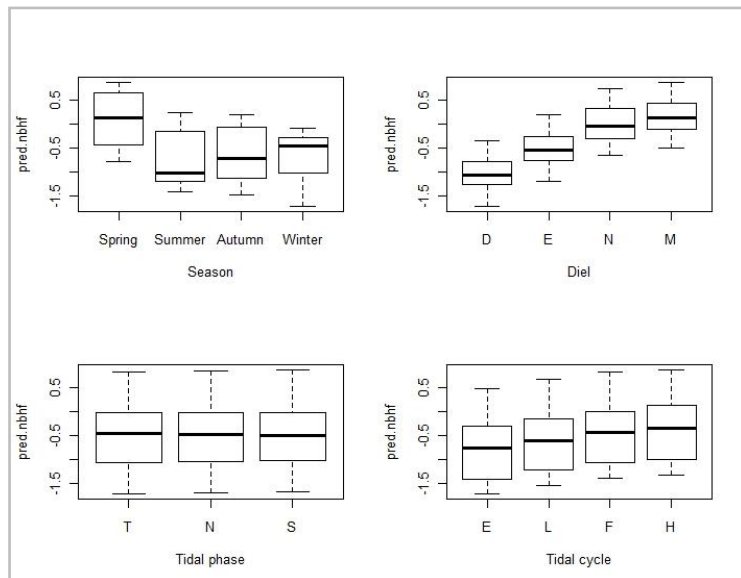 pred.nbhf
0.5
-0.5
-1.5
Spring Summer Autumn Winter
Season
pred.nbhf
0.5
-0.5
-1.5
D E N M
Diel
pred.nbhf
0.5
-0.5
-1.5
T N S
Tidal phase
pred.nbhf
0.5
-0.5
-1.5
E L F H
Tidal cycle